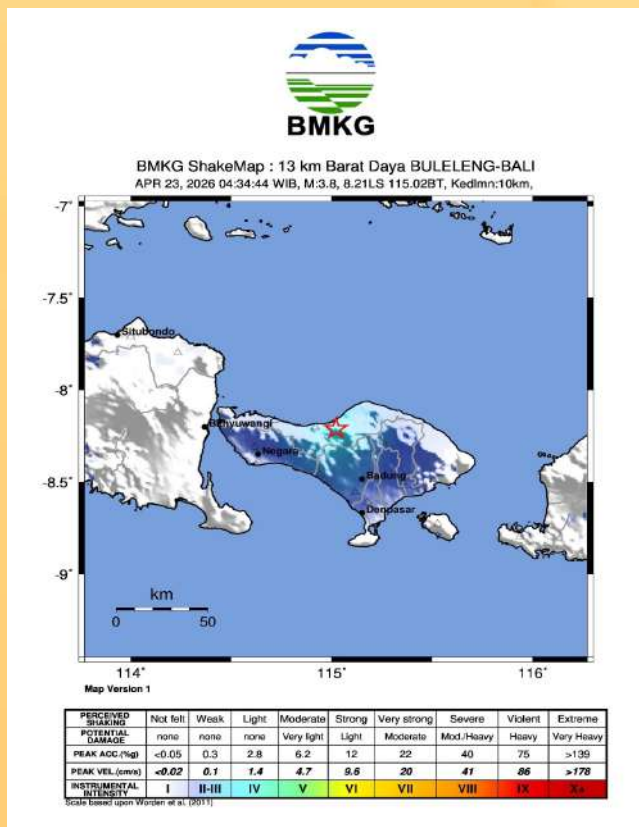 BMKG
BMKG ShakeMap : 13 km Barat Daya BULELENG-BALI
APR 23, 2026 04:34:44 WIB, M:3.8, 8.21LS 115.02BT, Kedlmn:10km,
-7°
-7.5°
-8°
-8.5°
-9°
Situbondo
Banyuwangi
Negara
Badung
Denpasar
km
0 50
114° 115° 116°
Map Version 1
PERCEIVED SHAKING Not felt Weak Light Moderate Strong Very strong Severe Violent Extreme
POTENTIAL DAMAGE none none none Very light Light Moderate Mod./Heavy Heavy Very Heavy
PEAK ACC.(%g) <0.05 0.3 2.8 6.2 12 22 40 75 >139
PEAK VEL.(cm/s) <0.02 0.1 1.4 4.7 9.6 20 41 86 >178
INSTRUMENTAL INTENSITY I II-III IV V VI VII VIII IX X+
Scale based upon Worden et al. (2011)